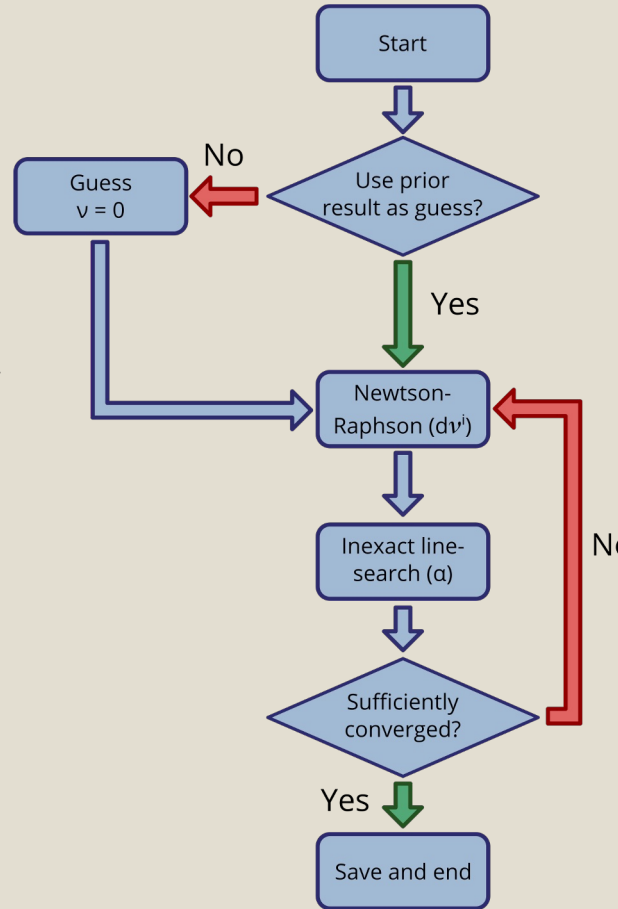 Start
Use prior
result as guess?
No
Guess
ν = 0
Yes
Newtson-
Raphson (dνⁱ)
Inexact line-
search (α)
Sufficiently
converged?
No
Yes
Save and end